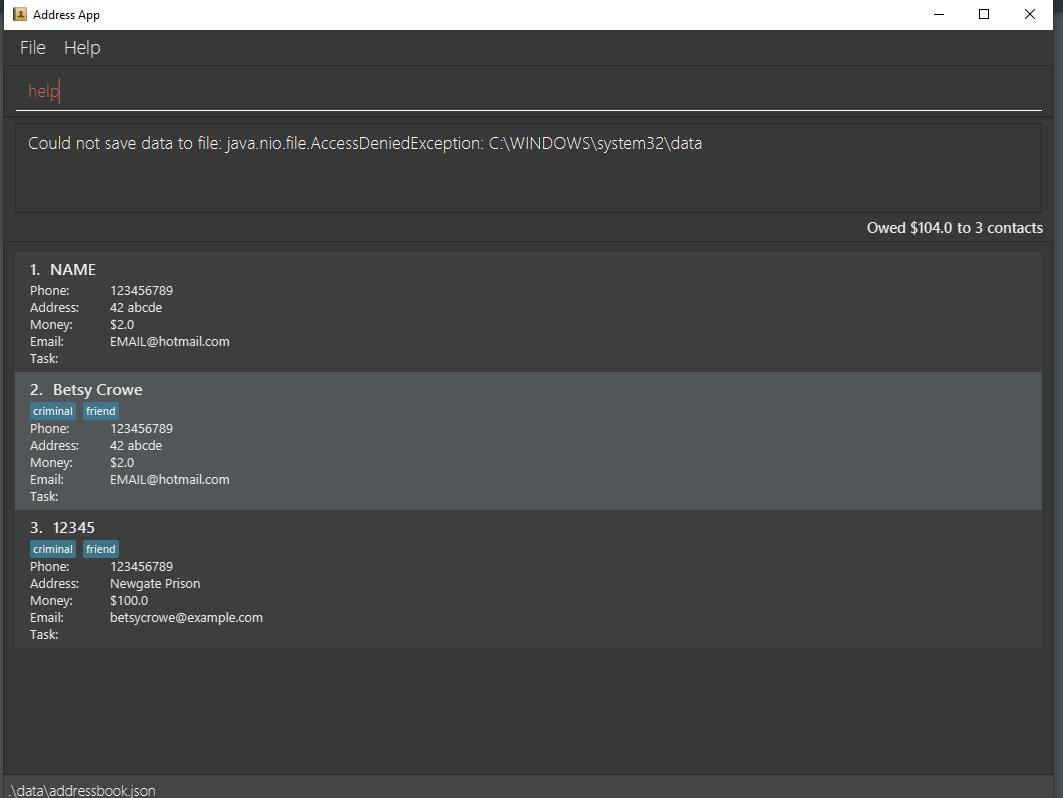 Address App
File Help
help
Could not save data to file: java.nio.file.AccessDeniedException: C:\WINDOWS\system32\data
Owed $104.0 to 3 contacts
1. NAME
Phone: 123456789
Address: 42 abcde
Money: $2.0
Email: EMAIL@hotmail.com
Task:
2. Betsy Crowe
criminal friend
Phone: 123456789
Address: 42 abcde
Money: $2.0
Email: EMAIL@hotmail.com
Task:
3. 12345
criminal friend
Phone: 123456789
Address: Newgate Prison
Money: $100.0
Email: betsycrowe@example.com
Task:
.\data\addressbook.json